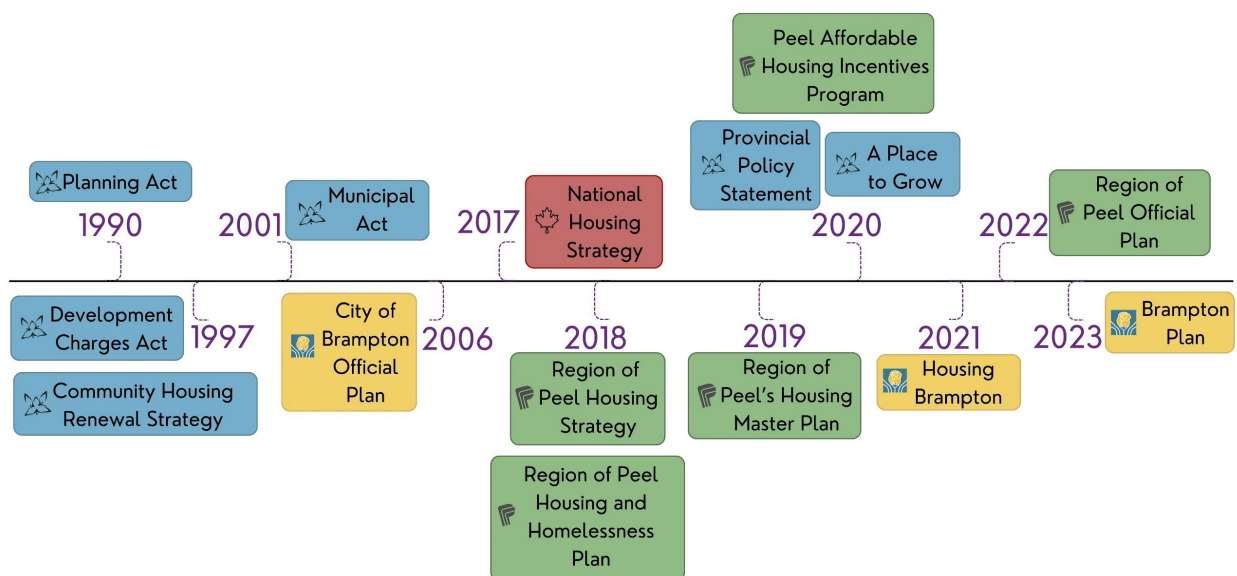 Peel Affordable
Housing Incentives
Program
Provincial
Policy
Statement
A Place
to Grow
Planning Act
1990
2001
Municipal
Act
2017
National
Housing
Strategy
2020
2022
Region of
Peel Official
Plan
Development
Charges Act
1997
Community Housing
Renewal Strategy
City of
Brampton
Official
Plan
2006
2018
Region of
Peel Housing
Strategy
Region of Peel
Housing and
Homelessness
Plan
2019
Region of
Peel's Housing
Master Plan
2021
Housing
Brampton
2023
Brampton
Plan